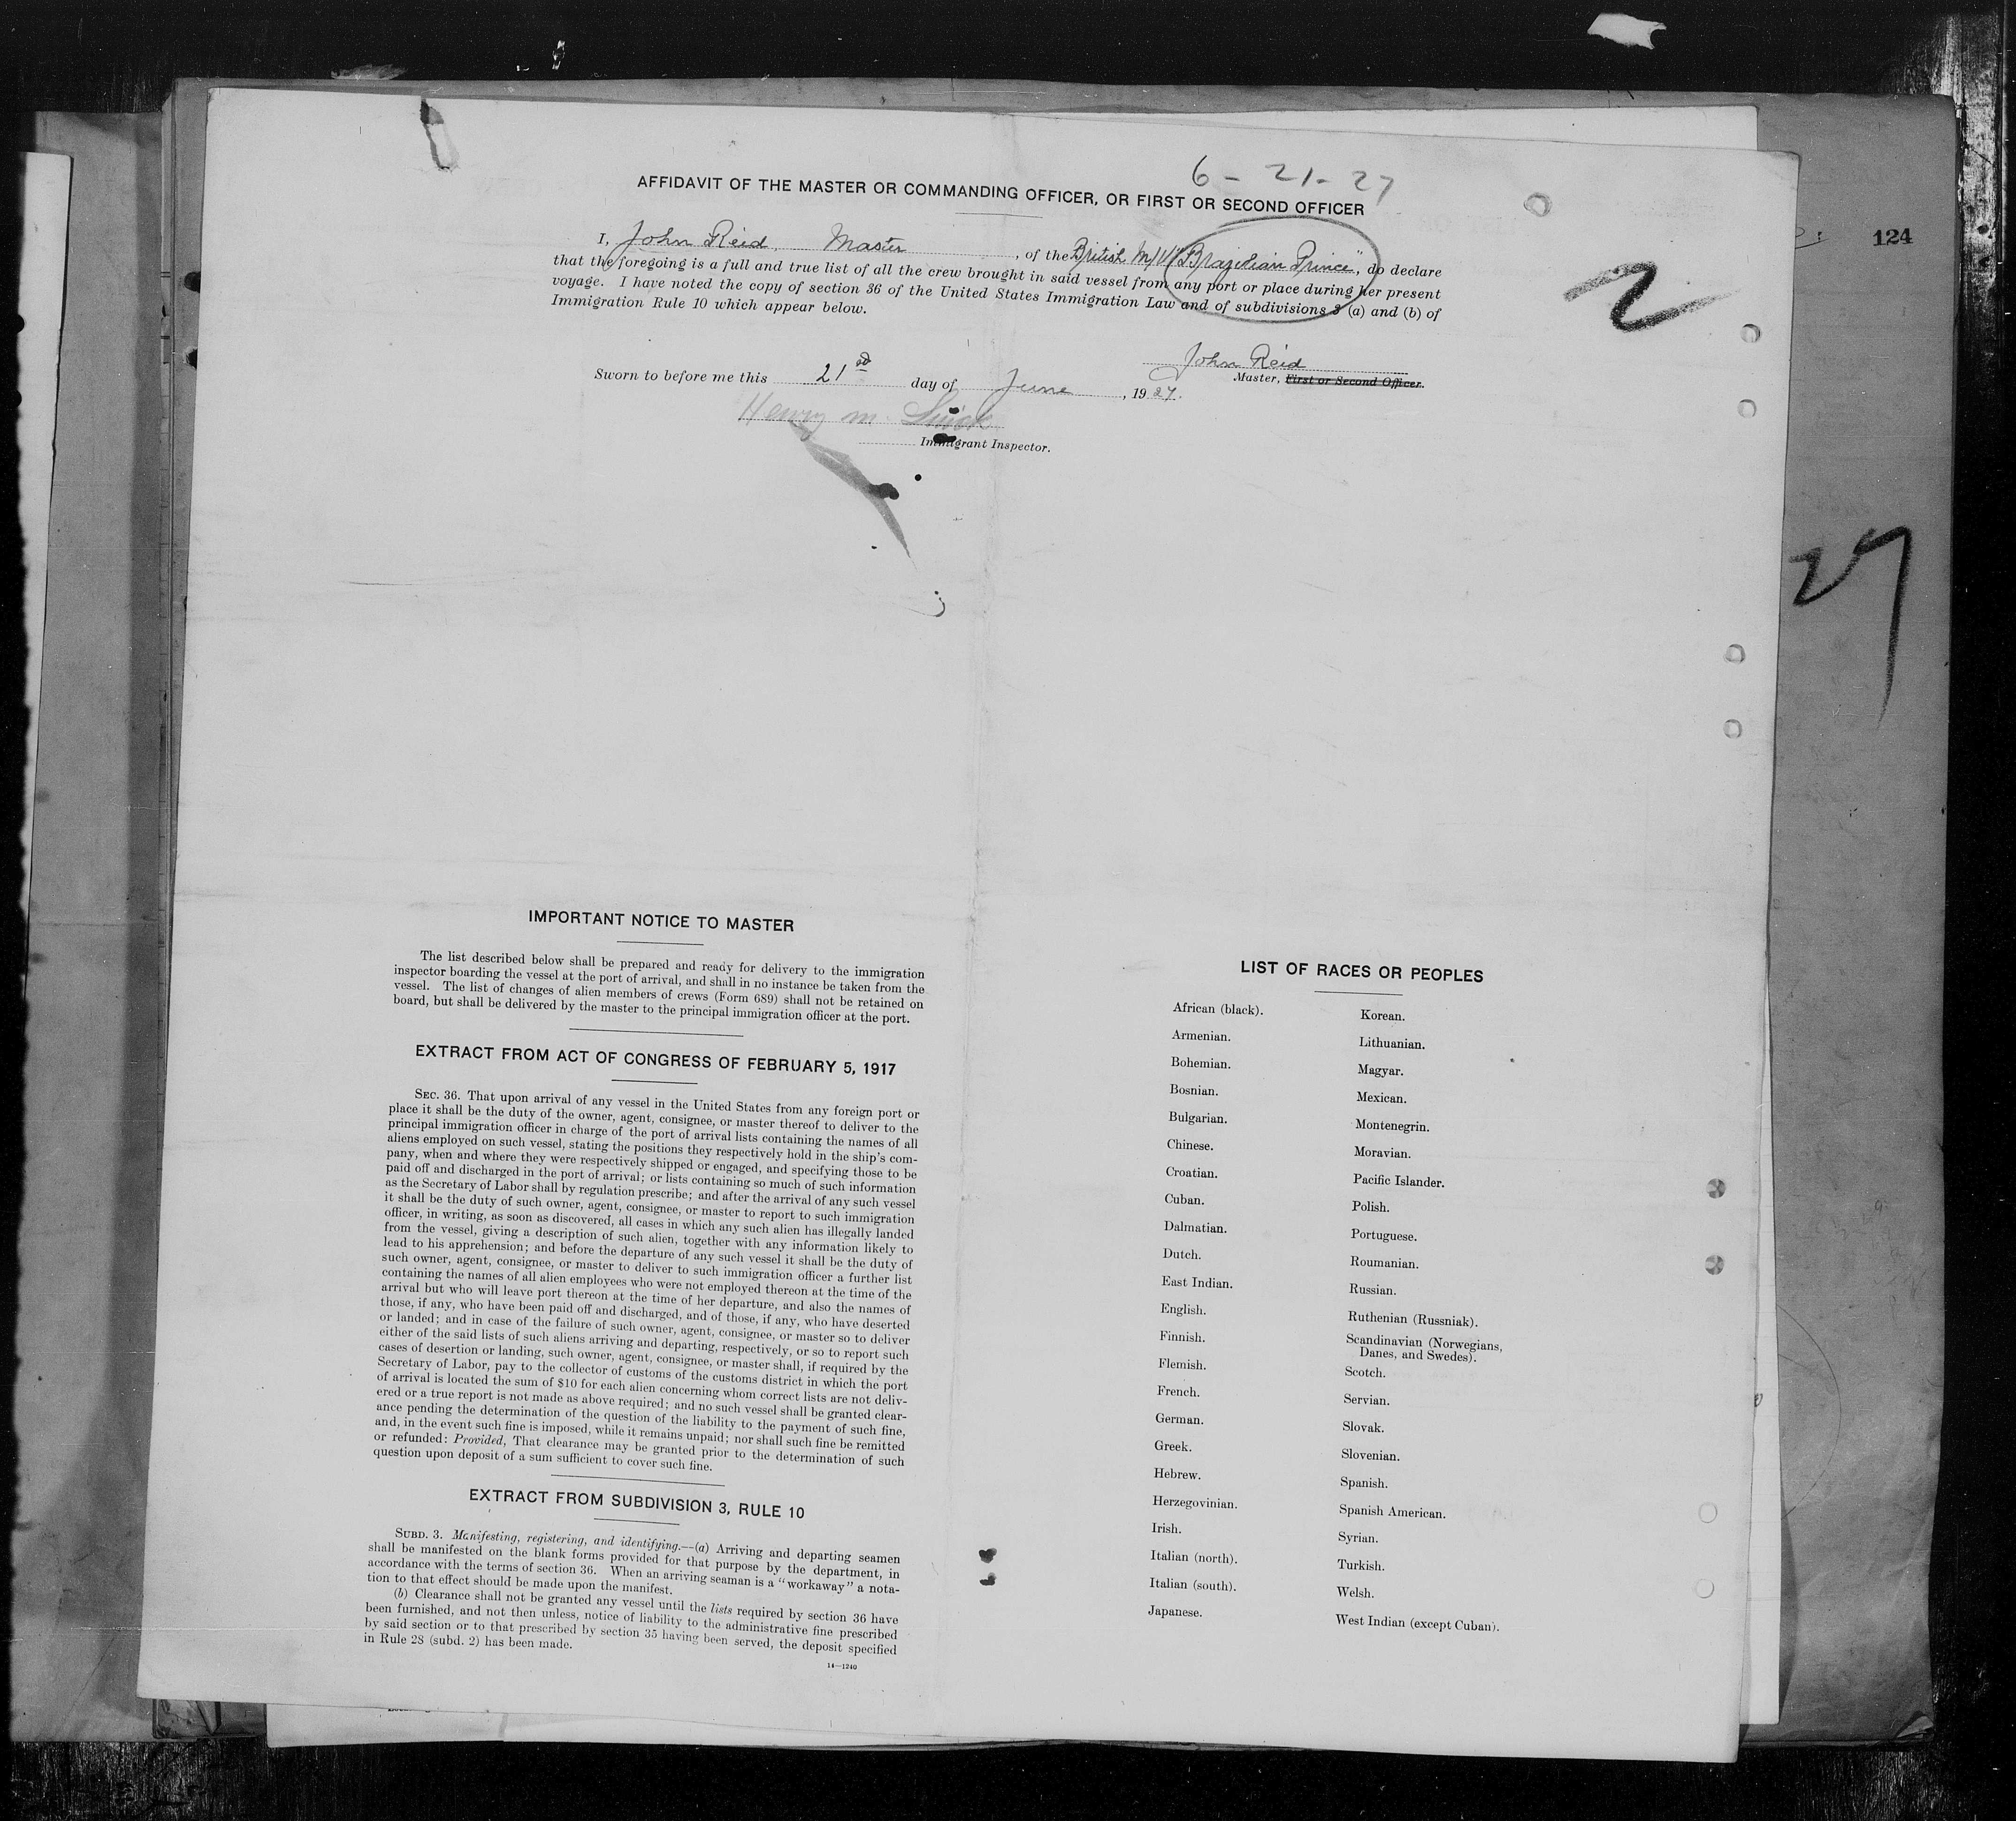 6 - 21 - 27
AFFIDAVIT OF THE MASTER OR COMMANDING OFFICER, OR FIRST OR SECOND OFFICER
I, John Reid, Master, of the British M/V "Brazilian Prince", do declare
that the foregoing is a full and true list of all the crew brought in said vessel from any port or place during her present
voyage. I have noted the copy of section 36 of the United States Immigration Law and of subdivisions 3 (a) and (b) of
Immigration Rule 10 which appear below.
124
2
John Reid
Master, First or Second Officer.
Sworn to before me this 21st day of June, 1927.
Henry M.
Immigrant Inspector.
27
IMPORTANT NOTICE TO MASTER
The list described below shall be prepared and ready for delivery to the immigration
inspector boarding the vessel at the port of arrival, and shall in no instance be taken from the
vessel. The list of changes of alien members of crews (Form 689) shall not be retained on
board, but shall be delivered by the master to the principal immigration officer at the port.
EXTRACT FROM ACT OF CONGRESS OF FEBRUARY 5, 1917
SEC. 36. That upon arrival of any vessel in the United States from any foreign port or
place it shall be the duty of the owner, agent, consignee, or master thereof to deliver to the
principal immigration officer in charge of the port of arrival lists containing the names of all
aliens employed on such vessel, stating the positions they respectively hold in the ship's com-
pany, when and where they were respectively shipped or engaged, and specifying those to be
paid off and discharged in the port of arrival; or lists containing so much of such information
as the Secretary of Labor shall by regulation prescribe; and after the arrival of any such vessel
it shall be the duty of such owner, agent, consignee, or master to report to such immigration
officer, in writing, as soon as discovered, all cases in which any such alien has illegally landed
from the vessel, giving a description of such alien, together with any information likely to
lead to his apprehension; and before the departure of any such vessel it shall be the duty of
such owner, agent, consignee, or master to deliver to such immigration officer a further list
containing the names of all alien employees who were not employed thereon at the time of the
arrival but who will leave port thereon at the time of her departure, and also the names of
those, if any, who have been paid off and discharged, and of those, if any, who have deserted
or landed; and in case of the failure of such owner, agent, consignee, or master so to deliver
either of the said lists of such aliens arriving and departing, respectively, or so to report such
cases of desertion or landing, such owner, agent, consignee, or master shall, if required by the
Secretary of Labor, pay to the collector of customs of the customs district in which the port
of arrival is located the sum of $10 for each alien concerning whom correct lists are not deliv-
ered or a true report is not made as above required; and no such vessel shall be granted clear-
ance pending the determination of the question of the liability to the payment of such fine,
and, in the event such fine is imposed, while it remains unpaid; nor shall such fine be remitted
or refunded: Provided, That clearance may be granted prior to the determination of such
question upon deposit of a sum sufficient to cover such fine.
EXTRACT FROM SUBDIVISION 3, RULE 10
SUBD. 3. Manifesting, registering, and identifying.—(a) Arriving and departing seamen
shall be manifested on the blank forms provided for that purpose by the department, in
accordance with the terms of section 36. When an arriving seaman is a "workaway" a nota-
tion to that effect should be made upon the manifest.
(b) Clearance shall not be granted any vessel until the lists required by section 36 have
been furnished, and not then unless, notice of liability to the administrative fine prescribed
by said section or to that prescribed by section 35 having been served, the deposit specified
in Rule 28 (subd. 2) has been made.
14—1240
LIST OF RACES OR PEOPLES
African (black).
Armenian.
Bohemian.
Bosnian.
Bulgarian.
Chinese.
Croatian.
Cuban.
Dalmatian.
Dutch.
East Indian.
English.
Finnish.
Flemish.
French.
German.
Greek.
Hebrew.
Herzegovinian.
Irish.
Italian (north).
Italian (south).
Japanese.
Korean.
Lithuanian.
Magyar.
Mexican.
Montenegrin.
Moravian.
Pacific Islander.
Polish.
Portuguese.
Roumanian.
Russian.
Ruthenian (Russniak).
Scandinavian (Norwegians,
Danes, and Swedes).
Scotch.
Servian.
Slovak.
Slovenian.
Spanish.
Spanish American.
Syrian.
Turkish.
Welsh.
West Indian (except Cuban).